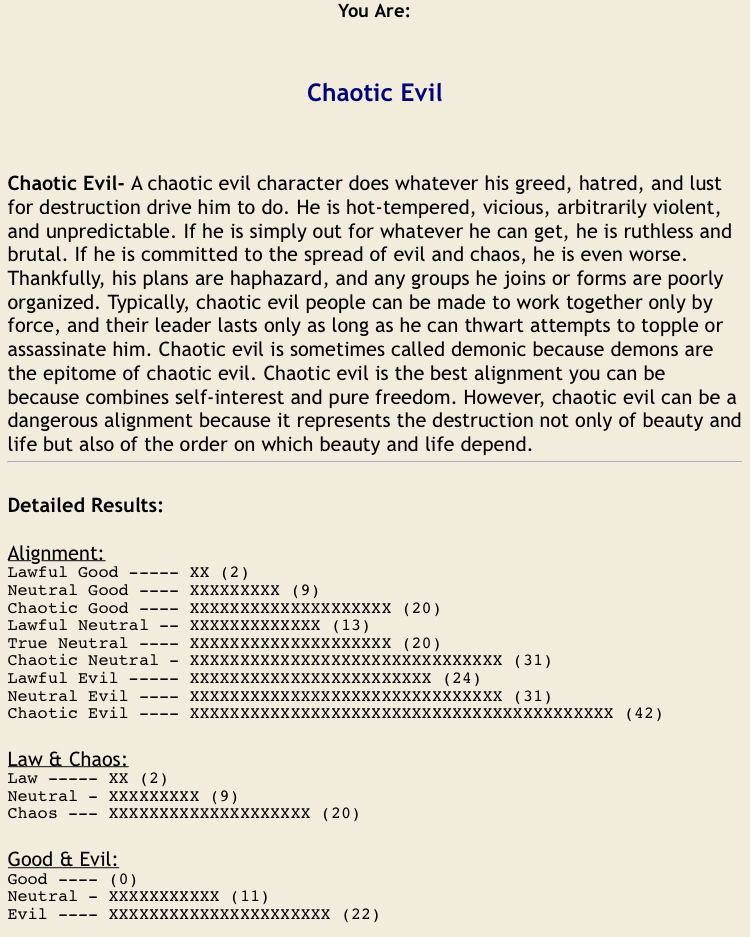 You Are:
Chaotic Evil
Chaotic Evil- A chaotic evil character does whatever his greed, hatred, and lust
for destruction drive him to do. He is hot-tempered, vicious, arbitrarily violent,
and unpredictable. If he is simply out for whatever he can get, he is ruthless and
brutal. If he is committed to the spread of evil and chaos, he is even worse.
Thankfully, his plans are haphazard, and any groups he joins or forms are poorly
organized. Typically, chaotic evil people can be made to work together only by
force, and their leader lasts only as long as he can thwart attempts to topple or
assassinate him. Chaotic evil is sometimes called demonic because demons are
the epitome of chaotic evil. Chaotic evil is the best alignment you can be
because combines self-interest and pure freedom. However, chaotic evil can be a
dangerous alignment because it represents the destruction not only of beauty and
life but also of the order on which beauty and life depend.
Detailed Results:
Alignment:
Lawful Good ----- XX (2)
Neutral Good ---- XXXXXXXXX (9)
Chaotic Good ---- XXXXXXXXXXXXXXXXXXXX (20)
Lawful Neutral -- XXXXXXXXXXXXX (13)
True Neutral ---- XXXXXXXXXXXXXXXXXXXX (20)
Chaotic Neutral - XXXXXXXXXXXXXXXXXXXXXXXXXXXXXXX (31)
Lawful Evil ----- XXXXXXXXXXXXXXXXXXXXXXXX (24)
Neutral Evil ---- XXXXXXXXXXXXXXXXXXXXXXXXXXXXXXX (31)
Chaotic Evil ---- XXXXXXXXXXXXXXXXXXXXXXXXXXXXXXXXXXXXXXXXXX (42)
Law & Chaos:
Law ----- XX (2)
Neutral - XXXXXXXXX (9)
Chaos --- XXXXXXXXXXXXXXXXXXXX (20)
Good & Evil:
Good ---- (0)
Neutral - XXXXXXXXXXX (11)
Evil ---- XXXXXXXXXXXXXXXXXXXXXX (22)